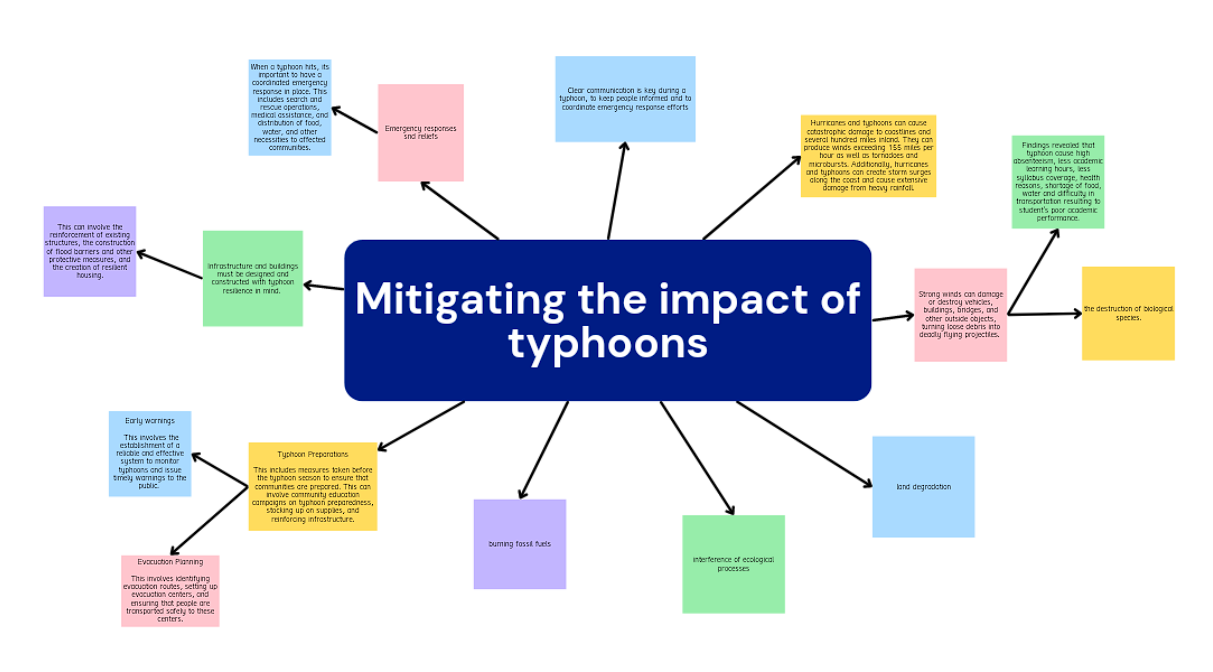 When a typhoon hits, its
important to have a
coordinated emergency
response in place. This
includes search and
rescue operations,
medical assistance, and
distribution of food,
water, and other
necessities to affected
communities.
Emergency responses
snd reliefs
Clear communication is key during a
typhoon, to keep people informed and to
coordinate emergency response efforts
Hurricanes and typhoons can cause
catastrophic damage to coastlines and
several hundred miles inland. They can
produce winds exceeding 155 miles per
hour as well as tornadoes and
microbursts. Additionally, hurricanes
and typhoons can create storm surges
along the coast and cause extensive
damage from heavy rainfall.
Findings revealed that
typhoon cause high
absenteeism, less academic
learning hours, less
syllabus coverage, health
reasons, shortage of food,
water and difficulty in
transportation resulting to
student's poor academic
performance.
This can involve the
reinforcement of existing
structures, the construction
of flood barriers and other
protective measures, and
the creation of resilient
housing.
Infrastructure and buildings
must be designed and
constructed with typhoon
resilience in mind.
Mitigating the impact of
typhoons
Strong winds can damage
or destroy vehicles,
buildings, bridges, and
other outside objects,
turning loose debris into
deadly flying projectiles.
the destruction of biological
species.
Early warnings
This involves the
establishment of a
reliable and effective
system to monitor
typhoons and issue
timely warnings to the
public.
Typhoon Preparations
This includes measures taken before
the typhoon season to ensure that
communities are prepared. This can
involve community education
campaigns on typhoon preparedness,
stocking up on supplies, and
reinforcing infrastructure.
Evacuation Planning
This involves identifying
evacuation routes, setting up
evacuation centers, and
ensuring that people are
transported safely to these
centers.
burning fossil fuels
interference of ecological
processes
land degradation